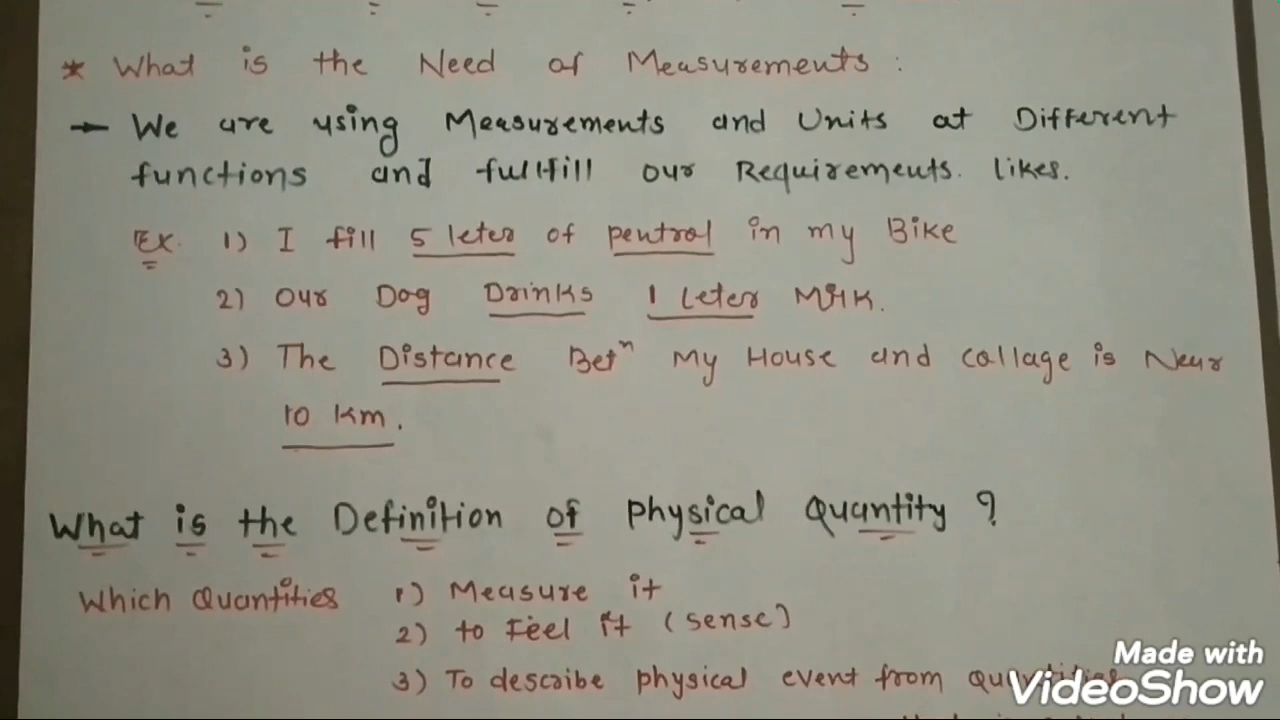 * What is the Need of Measurements :
→ We are using Measurements and Units at Different
functions and fulfill our Requirements. likes.
Ex. 1) I fill 5 leter of pentrol in my Bike
2) Our Dog Drinks 1 Leter Milk.
3) The Distance Betⁿ My House and collage is Near
10 Km.
What is the Definition of Physical Quantity ?
Which Quantities 1) Measure it
2) to Feel it (sense)
3) To describe physical event from quantities
Made with
VideoShow